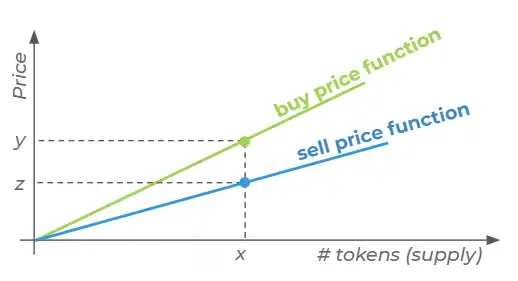 Price
buy price function
sell price function
y
z
x
# tokens (supply)